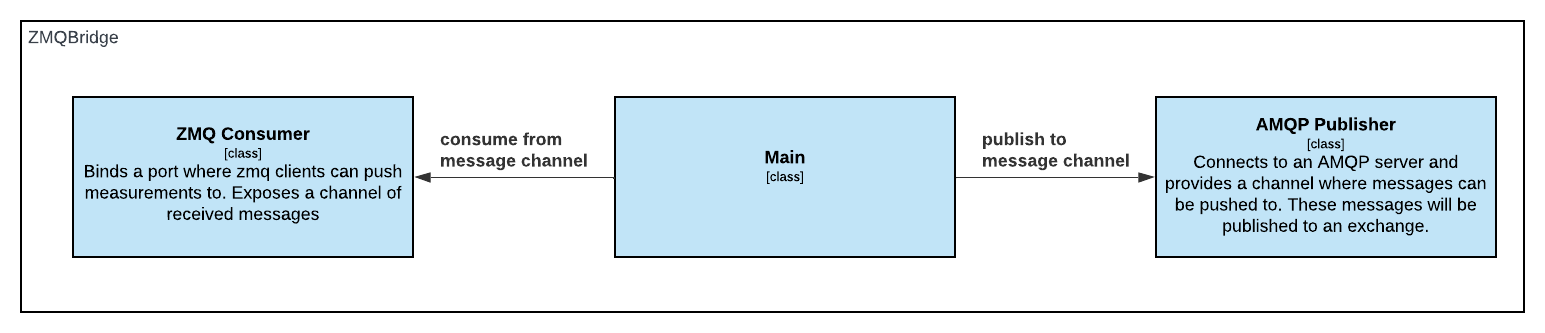 ZMQBridge
ZMQ Consumer
[class]
Binds a port where zmq clients can push
measurements to. Exposes a channel of
received messages
consume from
message channel
Main
[class]
publish to
message channel
AMQP Publisher
[class]
Connects to an AMQP server and
provides a channel where messages can
be pushed to. These messages will be
published to an exchange.